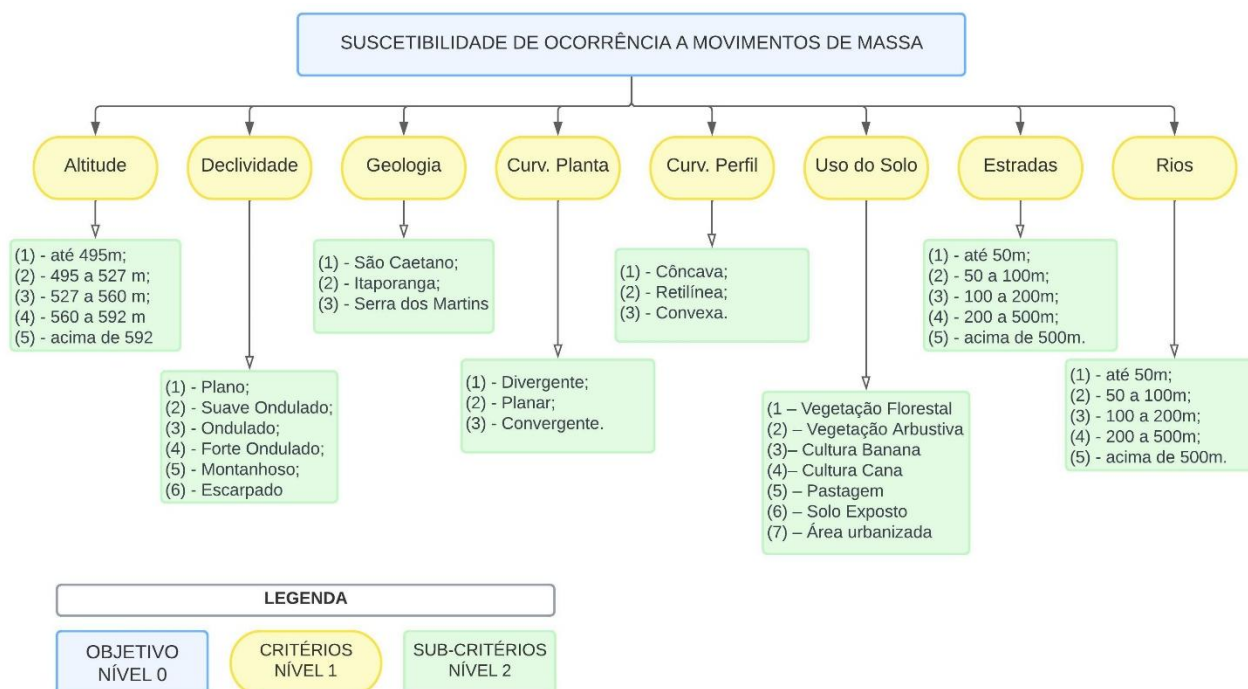 SUSCETIBILIDADE DE OCORRÊNCIA A MOVIMENTOS DE MASSA
Altitude
Declividade
Geologia
Curv. Planta
Curv. Perfil
Uso do Solo
Estradas
Rios
(1) - até 495m;
(2) - 495 a 527 m;
(3) - 527 a 560 m;
(4) - 560 a 592 m
(5) - acima de 592
(1) - Plano;
(2) - Suave Ondulado;
(3) - Ondulado;
(4) - Forte Ondulado;
(5) - Montanhoso;
(6) - Escarpado
(1) - São Caetano;
(2) - Itaporanga;
(3) - Serra dos Martins
(1) - Divergente;
(2) - Planar;
(3) - Convergente.
(1) - Côncava;
(2) - Retilínea;
(3) - Convexa.
(1 – Vegetação Florestal
(2) – Vegetação Arbustiva
(3)– Cultura Banana
(4)– Cultura Cana
(5) – Pastagem
(6) – Solo Exposto
(7) – Área urbanizada
(1) - até 50m;
(2) - 50 a 100m;
(3) - 100 a 200m;
(4) - 200 a 500m;
(5) - acima de 500m.
(1) - até 50m;
(2) - 50 a 100m;
(3) - 100 a 200m;
(4) - 200 a 500m;
(5) - acima de 500m.
LEGENDA
OBJETIVO
NÍVEL 0
CRITÉRIOS
NÍVEL 1
SUB-CRITÉRIOS
NÍVEL 2